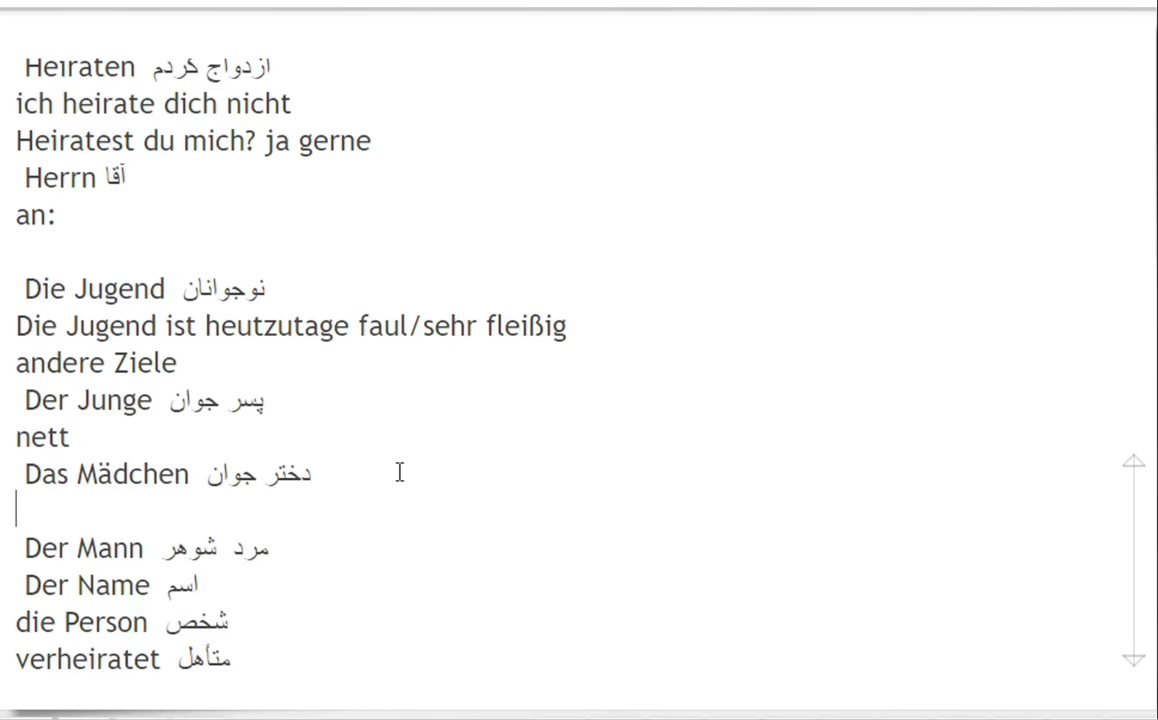 Heiraten ازدواج کردم
ich heirate dich nicht
Heiratest du mich? ja gerne
Herrn آقا
an:
Die Jugend نوجوانان
Die Jugend ist heutzutage faul/sehr fleißig
andere Ziele
Der Junge پسر جوان
nett
Das Mädchen دختر جوان
Der Mann مرد شوهر
Der Name اسم
die Person شخص
verheiratet متأهل